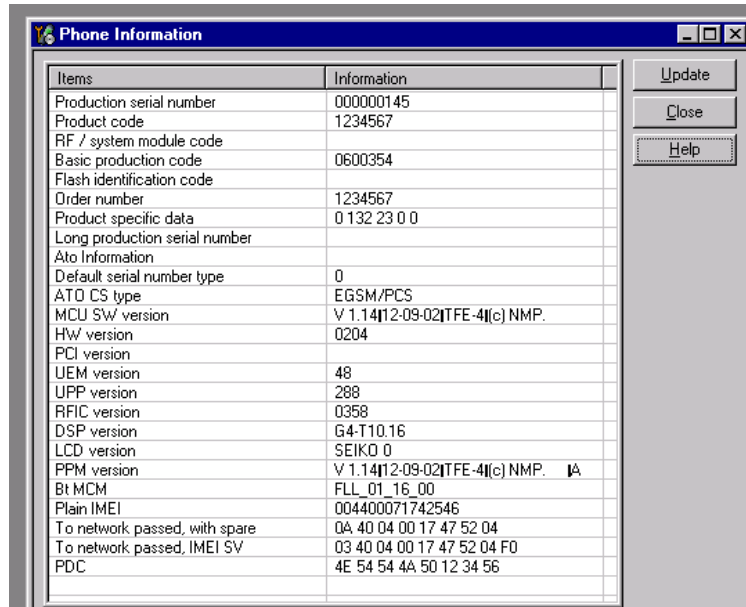 Phone Information
Items Information
Update
Production serial number 000000145
Product code 1234567
Close
RF / system module code
Basic production code 0600354
Help
Flash identification code
Order number 1234567
Product specific data 0 132 23 0 0
Long production serial number
Ato Information
Default serial number type 0
ATO CS type EGSM/PCS
MCU SW version V 1.14|12-09-02|TFE-4|(c) NMP.
HW version 0204
PCI version
UEM version 48
UPP version 288
RFIC version 0358
DSP version G4-T10.16
LCD version SEIKO 0
PPM version V 1.14|12-09-02|TFE-4|(c) NMP. |A
Bt MCM FLL_01_16_00
Plain IMEI 004400071742546
To network passed, with spare 0A 40 04 00 17 47 52 04
To network passed, IMEI SV 03 40 04 00 17 47 52 04 F0
PDC 4E 54 54 4A 50 12 34 56